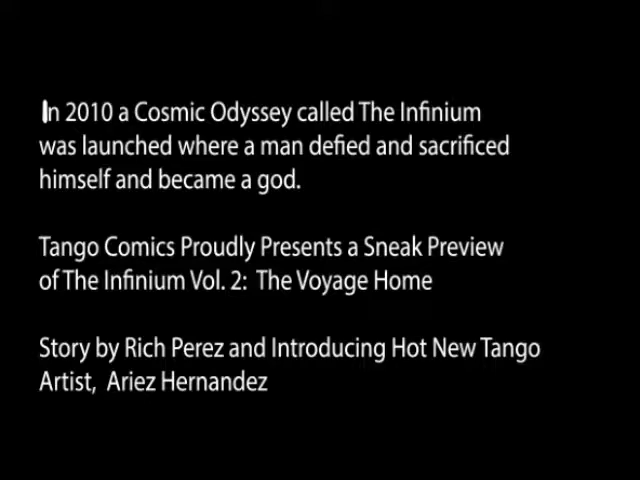 In 2010 a Cosmic Odyssey called The Infinium
was launched where a man defied and sacrificed
himself and became a god.
Tango Comics Proudly Presents a Sneak Preview
of The Infinium Vol. 2:  The Voyage Home
Story by Rich Perez and Introducing Hot New Tango
Artist,  Ariez Hernandez